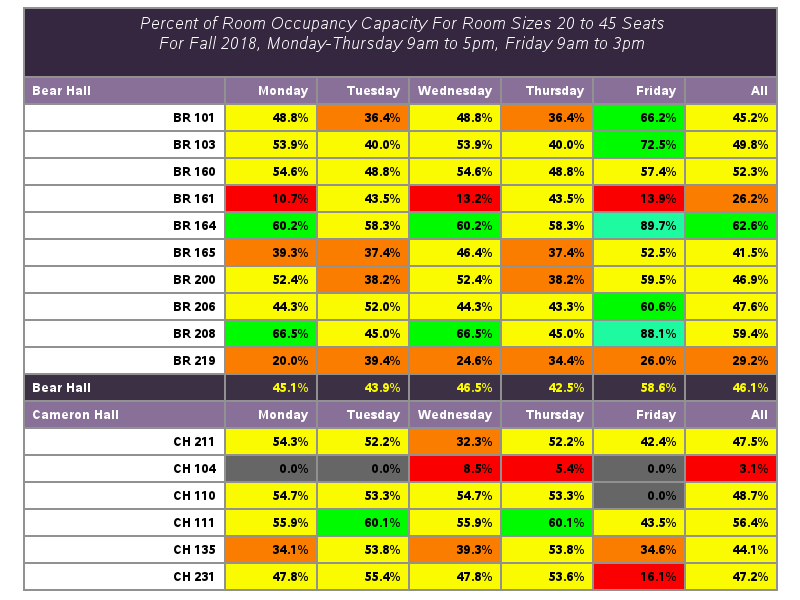 Percent of Room Occupancy Capacity For Room Sizes 20 to 45 Seats
For Fall 2018, Monday-Thursday 9am to 5pm, Friday 9am to 3pm
Bear Hall Monday Tuesday Wednesday Thursday Friday All
BR 101 48.8% 36.4% 48.8% 36.4% 66.2% 45.2%
BR 103 53.9% 40.0% 53.9% 40.0% 72.5% 49.8%
BR 160 54.6% 48.8% 54.6% 48.8% 57.4% 52.3%
BR 161 10.7% 43.5% 13.2% 43.5% 13.9% 26.2%
BR 164 60.2% 58.3% 60.2% 58.3% 89.7% 62.6%
BR 165 39.3% 37.4% 46.4% 37.4% 52.5% 41.5%
BR 200 52.4% 38.2% 52.4% 38.2% 59.5% 46.9%
BR 206 44.3% 52.0% 44.3% 43.3% 60.6% 47.6%
BR 208 66.5% 45.0% 66.5% 45.0% 88.1% 59.4%
BR 219 20.0% 39.4% 24.6% 34.4% 26.0% 29.2%
Bear Hall 45.1% 43.9% 46.5% 42.5% 58.6% 46.1%
Cameron Hall Monday Tuesday Wednesday Thursday Friday All
CH 211 54.3% 52.2% 32.3% 52.2% 42.4% 47.5%
CH 104 0.0% 0.0% 8.5% 5.4% 0.0% 3.1%
CH 110 54.7% 53.3% 54.7% 53.3% 0.0% 48.7%
CH 111 55.9% 60.1% 55.9% 60.1% 43.5% 56.4%
CH 135 34.1% 53.8% 39.3% 53.8% 34.6% 44.1%
CH 231 47.8% 55.4% 47.8% 53.6% 16.1% 47.2%